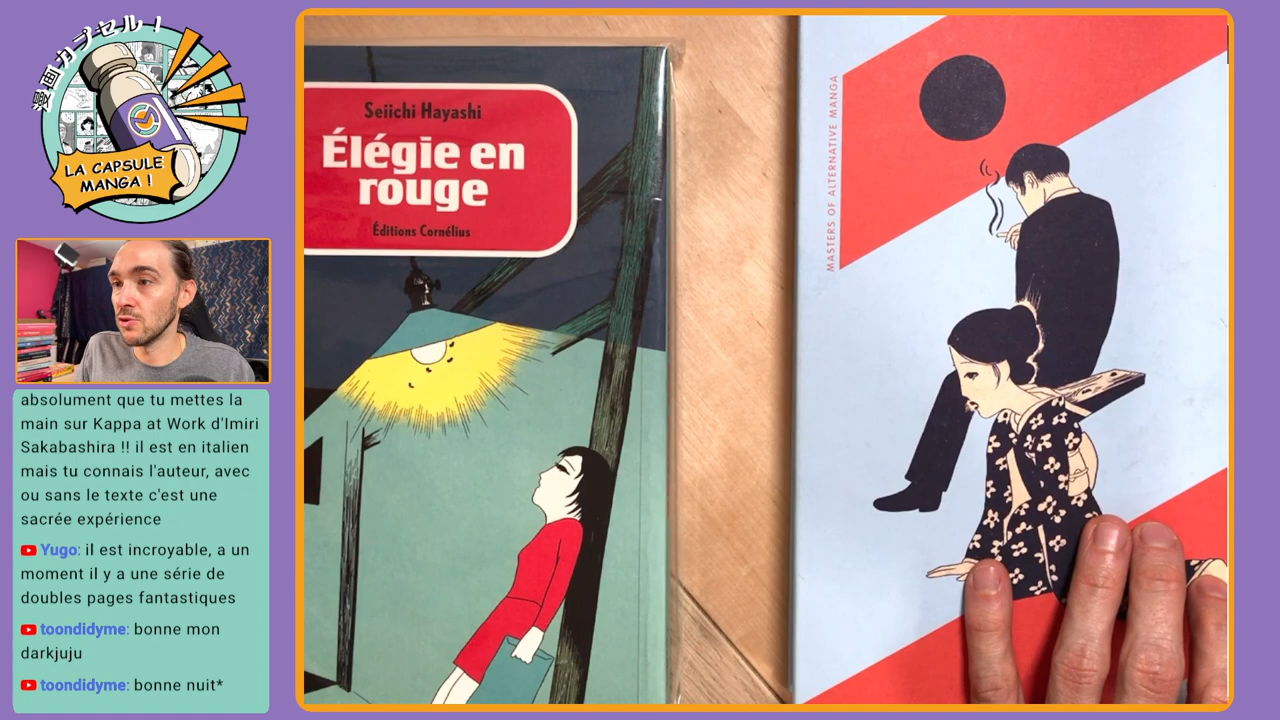 漫画カプセル！
LA CAPSULE
MANGA !
absolument que tu mettes la
main sur Kappa at Work d'Imiri
Sakabashira !! il est en italien
mais tu connais l'auteur, avec
ou sans le texte c'est une
sacrée expérience
Yugo: il est incroyable, a un
moment il y a une série de
doubles pages fantastiques
toondidyme: bonne mon
darkjuju
toondidyme: bonne nuit*
Seiichi Hayashi
Élégie en
rouge
Éditions Cornélius
MASTERS OF ALTERNATIVE MANGA